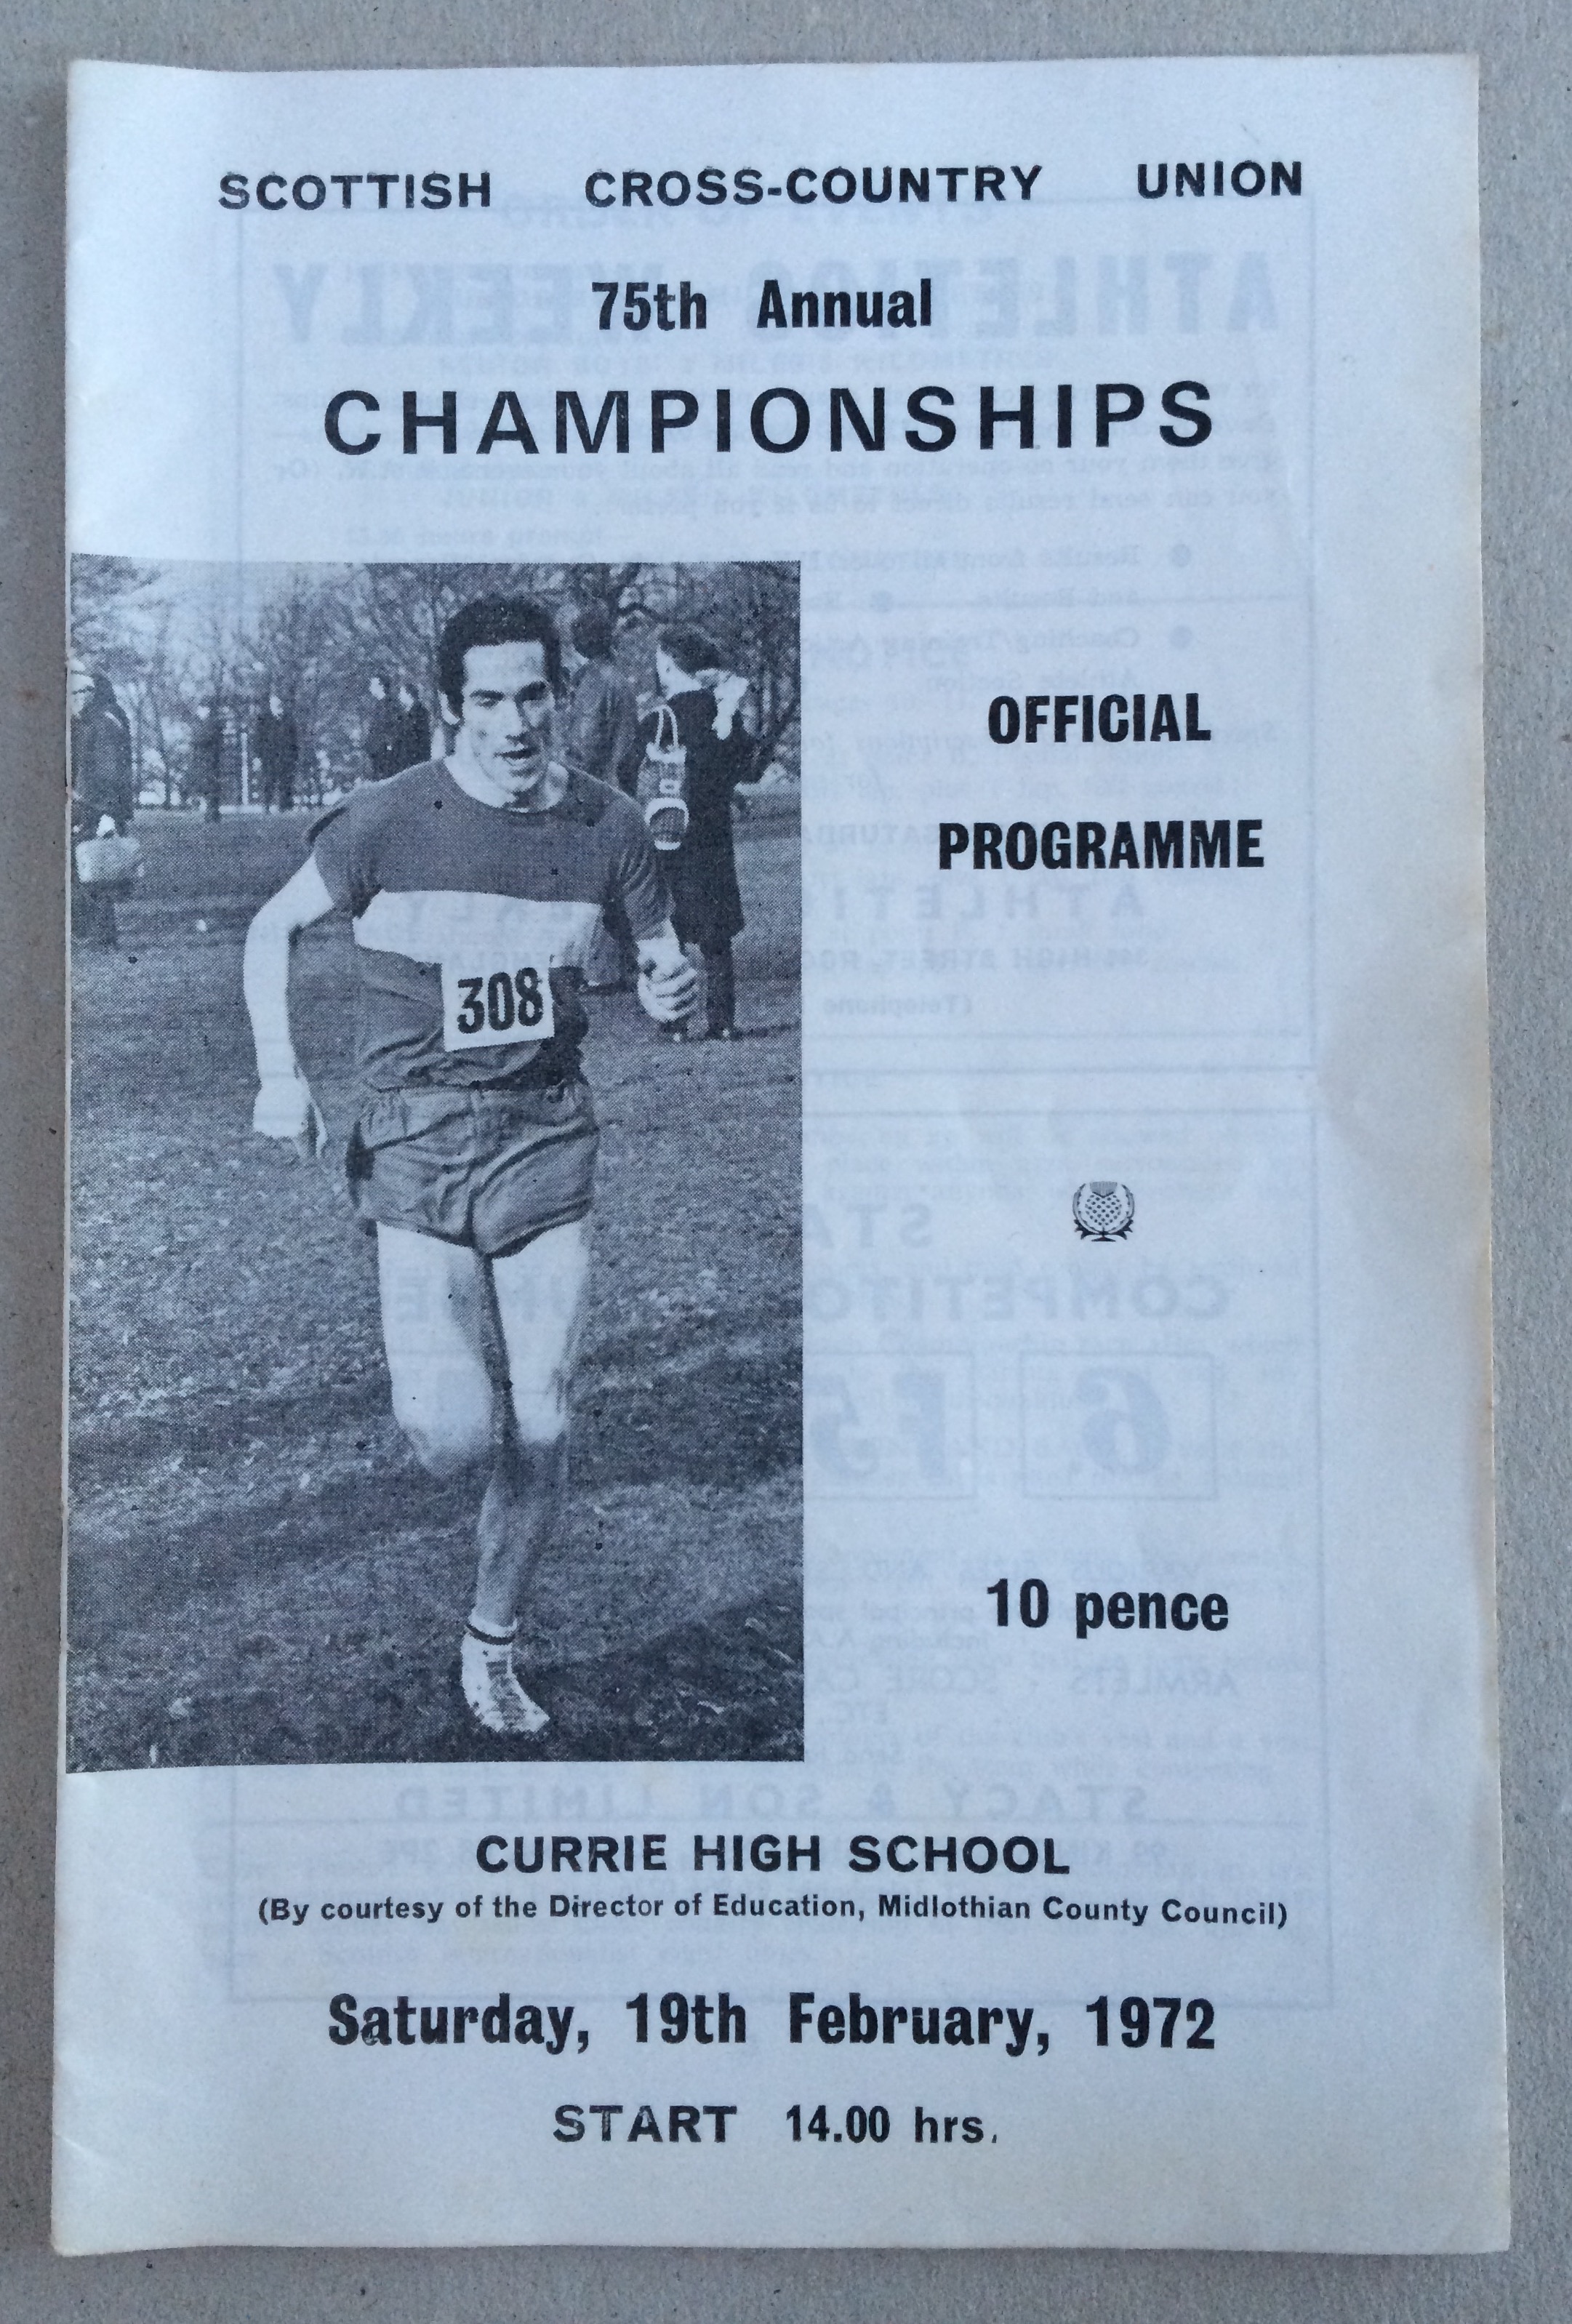 SCOTTISH CROSS-COUNTRY UNION
75th Annual
CHAMPIONSHIPS
OFFICIAL
PROGRAMME
308
10 pence
CURRIE HIGH SCHOOL
(By courtesy of the Director of Education, Midlothian County Council)
Saturday, 19th February, 1972
START 14.00 hrs.